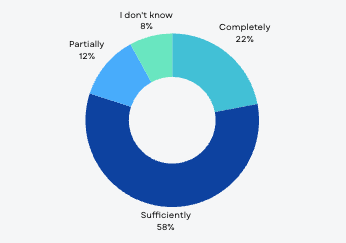 I don't know
8%
Completely
22%
Partially
12%
Sufficiently
58%